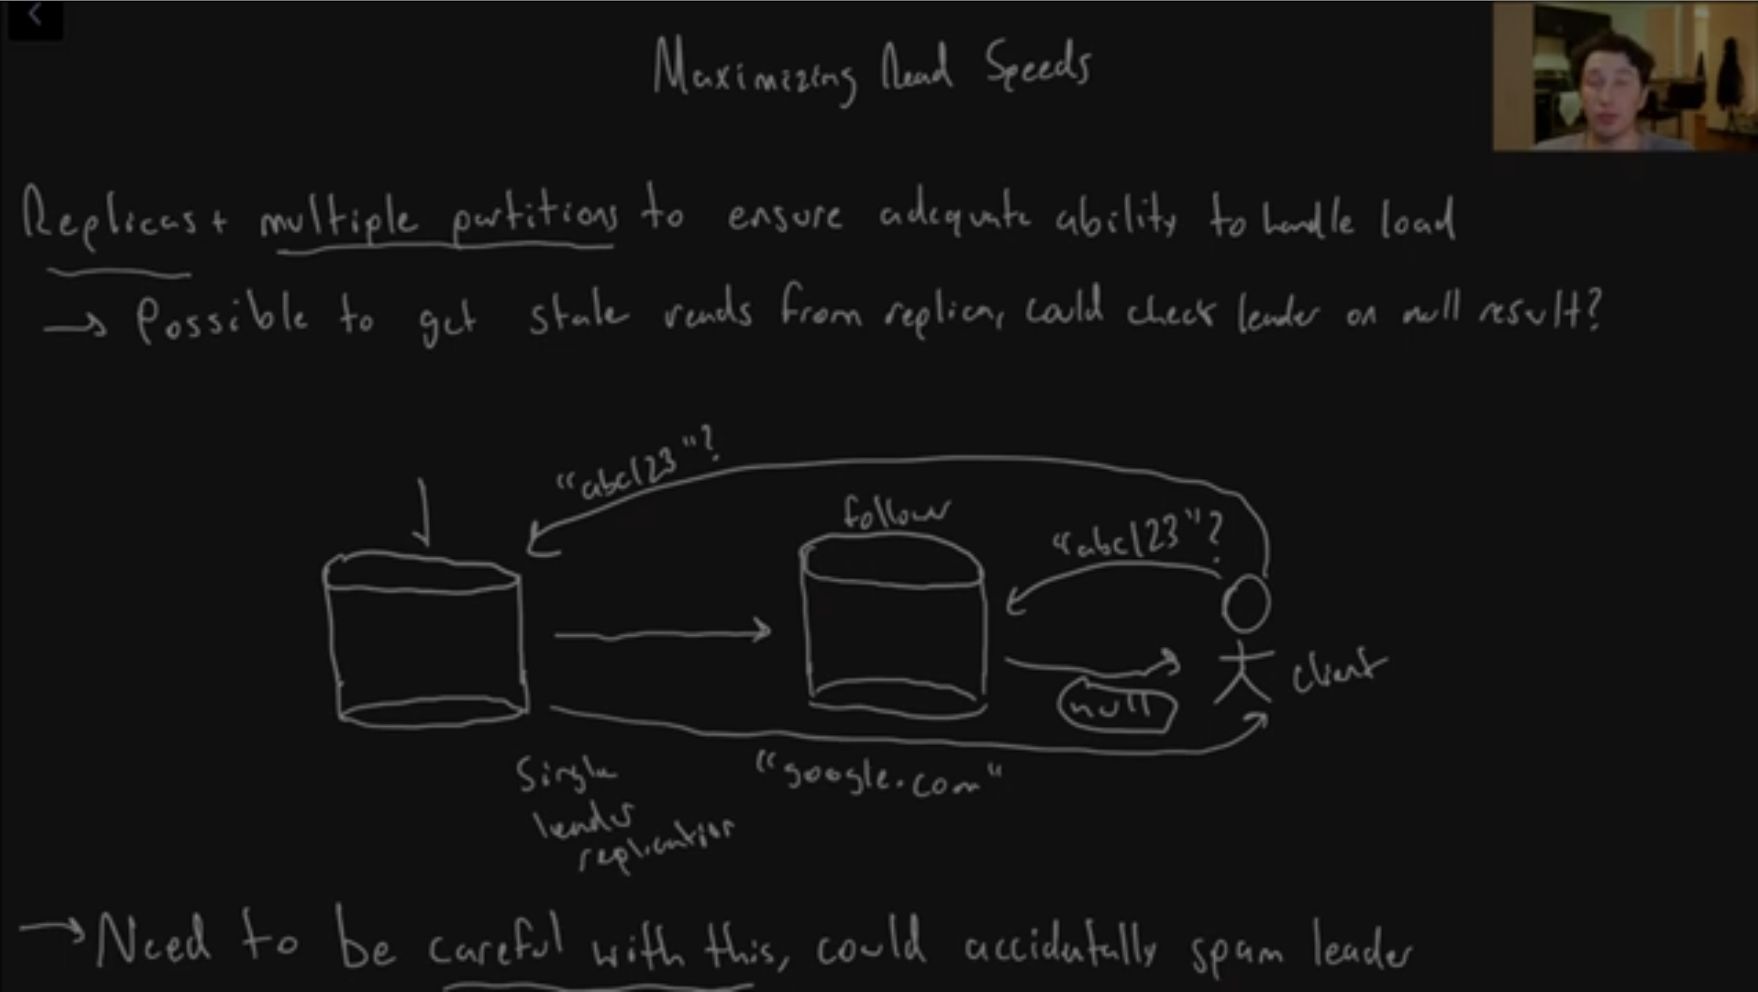 Maximizing Read Speeds
Replicas + multiple partitions to ensure adequate ability to handle load
→ Possible to get stale reads from replica, could check leader on null result?
"abc123"?
follow
"abc123"?
client
null
"google.com"
Single
leader
replication
→ Need to be careful with this, could accidutally spam leader